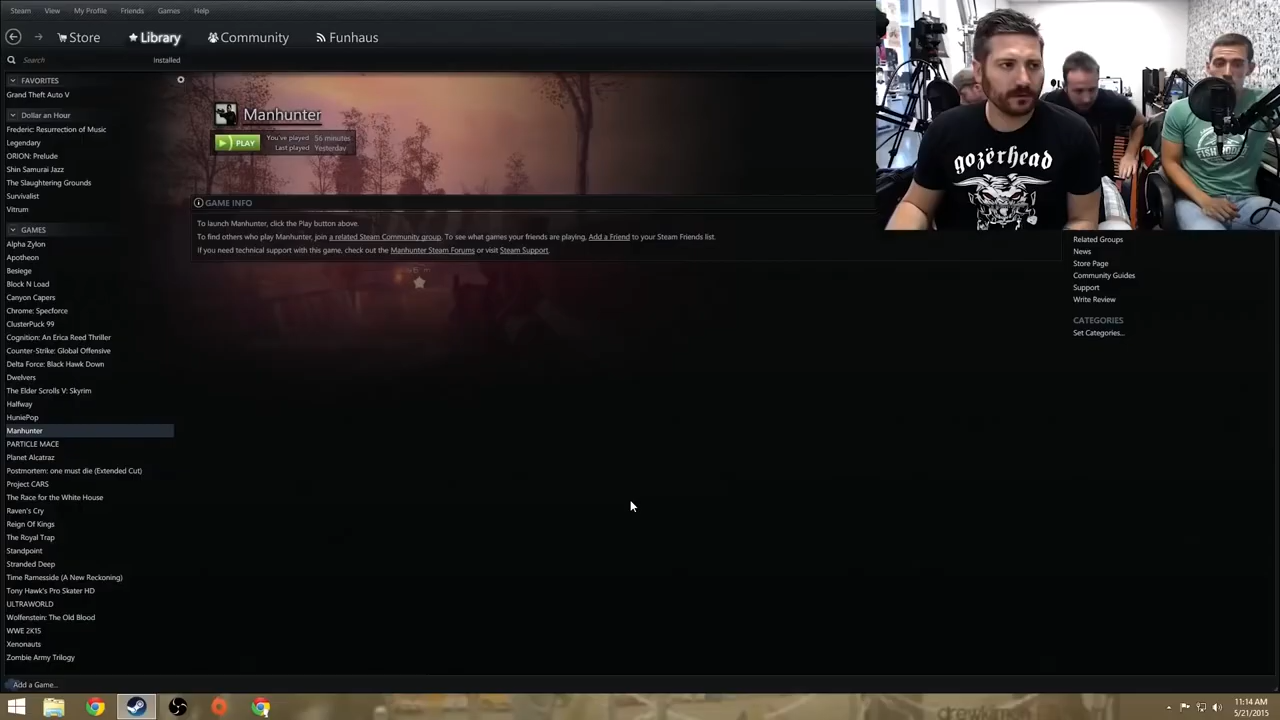 Steam View My Profile Friends Games Help
Store Library Community Funhaus
Search Installed
FAVORITES
Grand Theft Auto V
Dollar an Hour
Frederic: Resurrection of Music
Legendary
ORION: Prelude
Shin Samurai Jazz
The Slaughtering Grounds
Survivalist
Vitrum
GAMES
Alpha Zylon
Apotheon
Besiege
Block N Load
Canyon Capers
Chrome: Specforce
ClusterPuck 99
Cognition: An Erica Reed Thriller
Counter-Strike: Global Offensive
Delta Force: Black Hawk Down
Dwelvers
The Elder Scrolls V: Skyrim
Halfway
HuniePop
Manhunter
PARTICLE MACE
Planet Alcatraz
Postmortem: one must die (Extended Cut)
Project CARS
The Race for the White House
Raven's Cry
Reign Of Kings
The Royal Trap
Standpoint
Stranded Deep
Time Ramesside (A New Reckoning)
Tony Hawk's Pro Skater HD
ULTRAWORLD
Wolfenstein: The Old Blood
WWE 2K15
Xenonauts
Zombie Army Trilogy
Add a Game...
Manhunter
PLAY
You've played 56 minutes
Last played Yesterday
GAME INFO
To launch Manhunter, click the Play button above.
To find others who play Manhunter, join a related Steam Community group. To see what games your friends are playing, Add a Friend to your Steam Friends list.
If you need technical support with this game, check out the Manhunter Steam Forums or visit Steam Support.
gozërhead
Related Groups
News
Store Page
Community Guides
Support
Write Review
CATEGORIES
Set Categories...
11:14 AM
5/21/2015